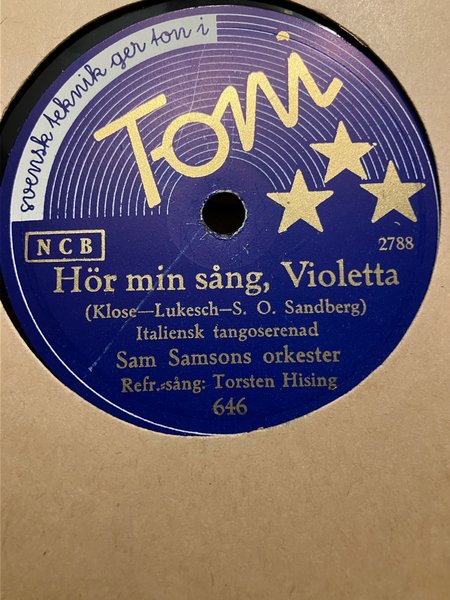 svensk teknik ger ton i
Toni
NCB
2788
Hör min sång, Violetta
(Klose—Lukesch—S. O. Sandberg)
Italiensk tangoserenad
Sam Samsons orkester
Refr.-sång: Torsten Hising
646